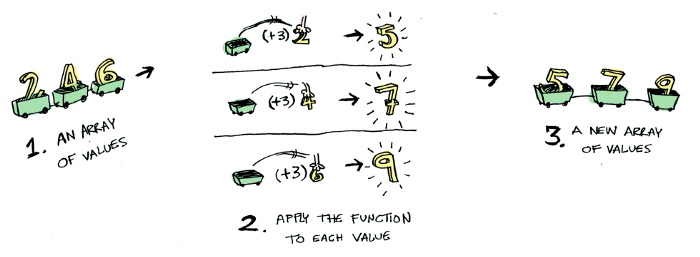 2 4 6
1. AN ARRAY
OF VALUES
(+3) 2 5
(+3) 4 7
(+3) 6 9
2. APPLY THE FUNCTION
TO EACH VALUE
5 7 9
3. A NEW ARRAY
OF VALUES